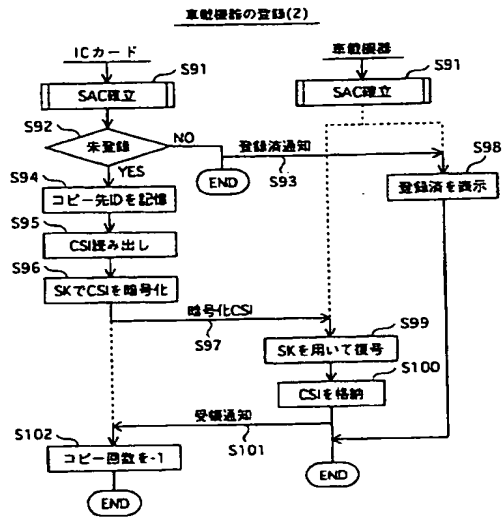 車載機器の登録(2)
ICカード
車載機器
S91
SAC確立
S91
SAC確立
S92
未登録
NO
YES
登録済通知
S93
END
S98
登録済を表示
S94
コピー先IDを記憶
S95
CSI読み出し
S96
SKでCSIを暗号化
暗号化CSI
S97
S99
SKを用いて復号
S100
CSIを格納
受領通知
S101
S102
コピー回数を-1
END
END